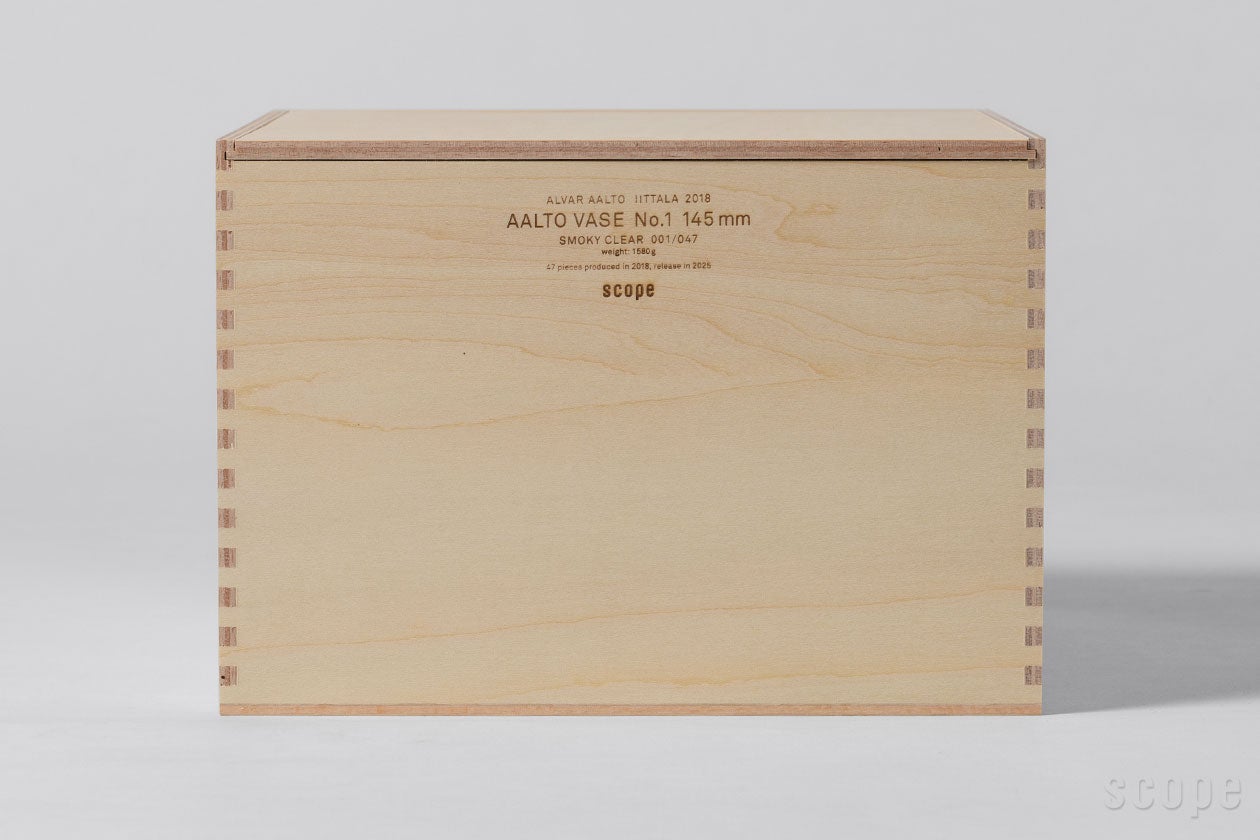 ALVAR AALTO IITTALA 2018
AALTO VASE No.1 145mm
SMOKY CLEAR 001/047
weight: 1580g
47 pieces produced in 2018, release in 2025
scope
scope